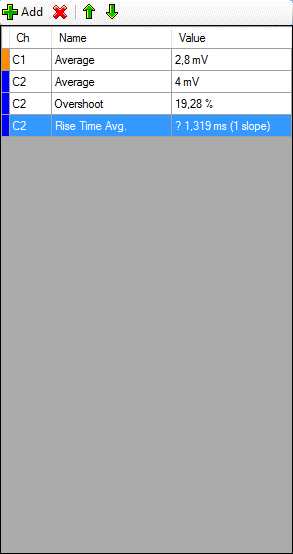 Add
Ch Name Value
C1 Average 2,8 mV
C2 Average 4 mV
C2 Overshoot 19,28 %
C2 Rise Time Avg. ? 1,319 ms (1 slope)